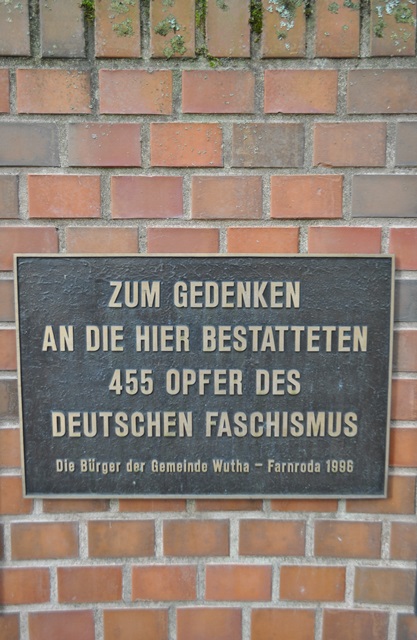 ZUM GEDENKEN
AN DIE HIER BESTATTETEN
455 OPFER DES
DEUTSCHEN FASCHISMUS
Die Bürger der Gemeinde Wutha – Farnroda 1996